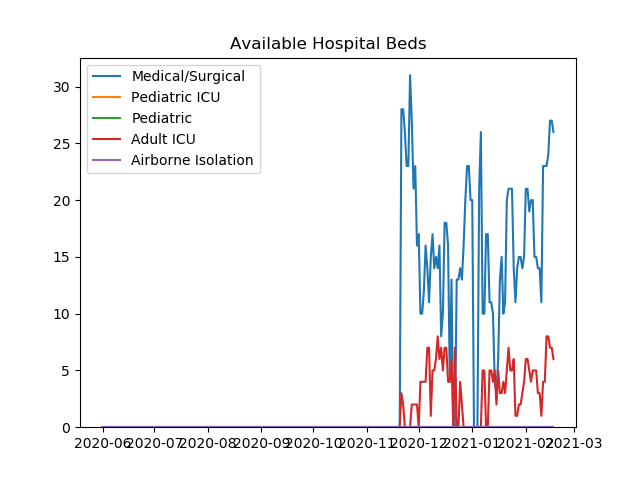 Available Hospital Beds
Medical/Surgical
Pediatric ICU
Pediatric
Adult ICU
Airborne Isolation
30
25
20
15
10
5
0
2020-06 2020-07 2020-08 2020-09 2020-10 2020-11 2020-12 2021-01 2021-02 2021-03